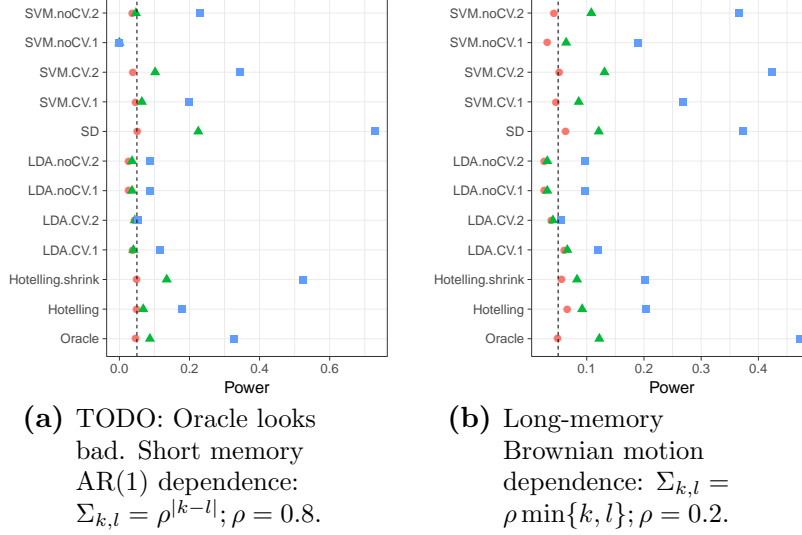 SVM.noCV.2
SVM.noCV.1
SVM.CV.2
SVM.CV.1
SD
LDA.noCV.2
LDA.noCV.1
LDA.CV.2
LDA.CV.1
Hotelling.shrink
Hotelling
Oracle
0.0 0.2 0.4 0.6
Power
(a) TODO: Oracle looks
bad. Short memory
AR(1) dependence:
Σ_{k,l} = ρ^{|k−l|}; ρ = 0.8.
SVM.noCV.2
SVM.noCV.1
SVM.CV.2
SVM.CV.1
SD
LDA.noCV.2
LDA.noCV.1
LDA.CV.2
LDA.CV.1
Hotelling.shrink
Hotelling
Oracle
0.1 0.2 0.3 0.4
Power
(b) Long-memory
Brownian motion
dependence: Σ_{k,l} =
ρ min{k, l}; ρ = 0.2.